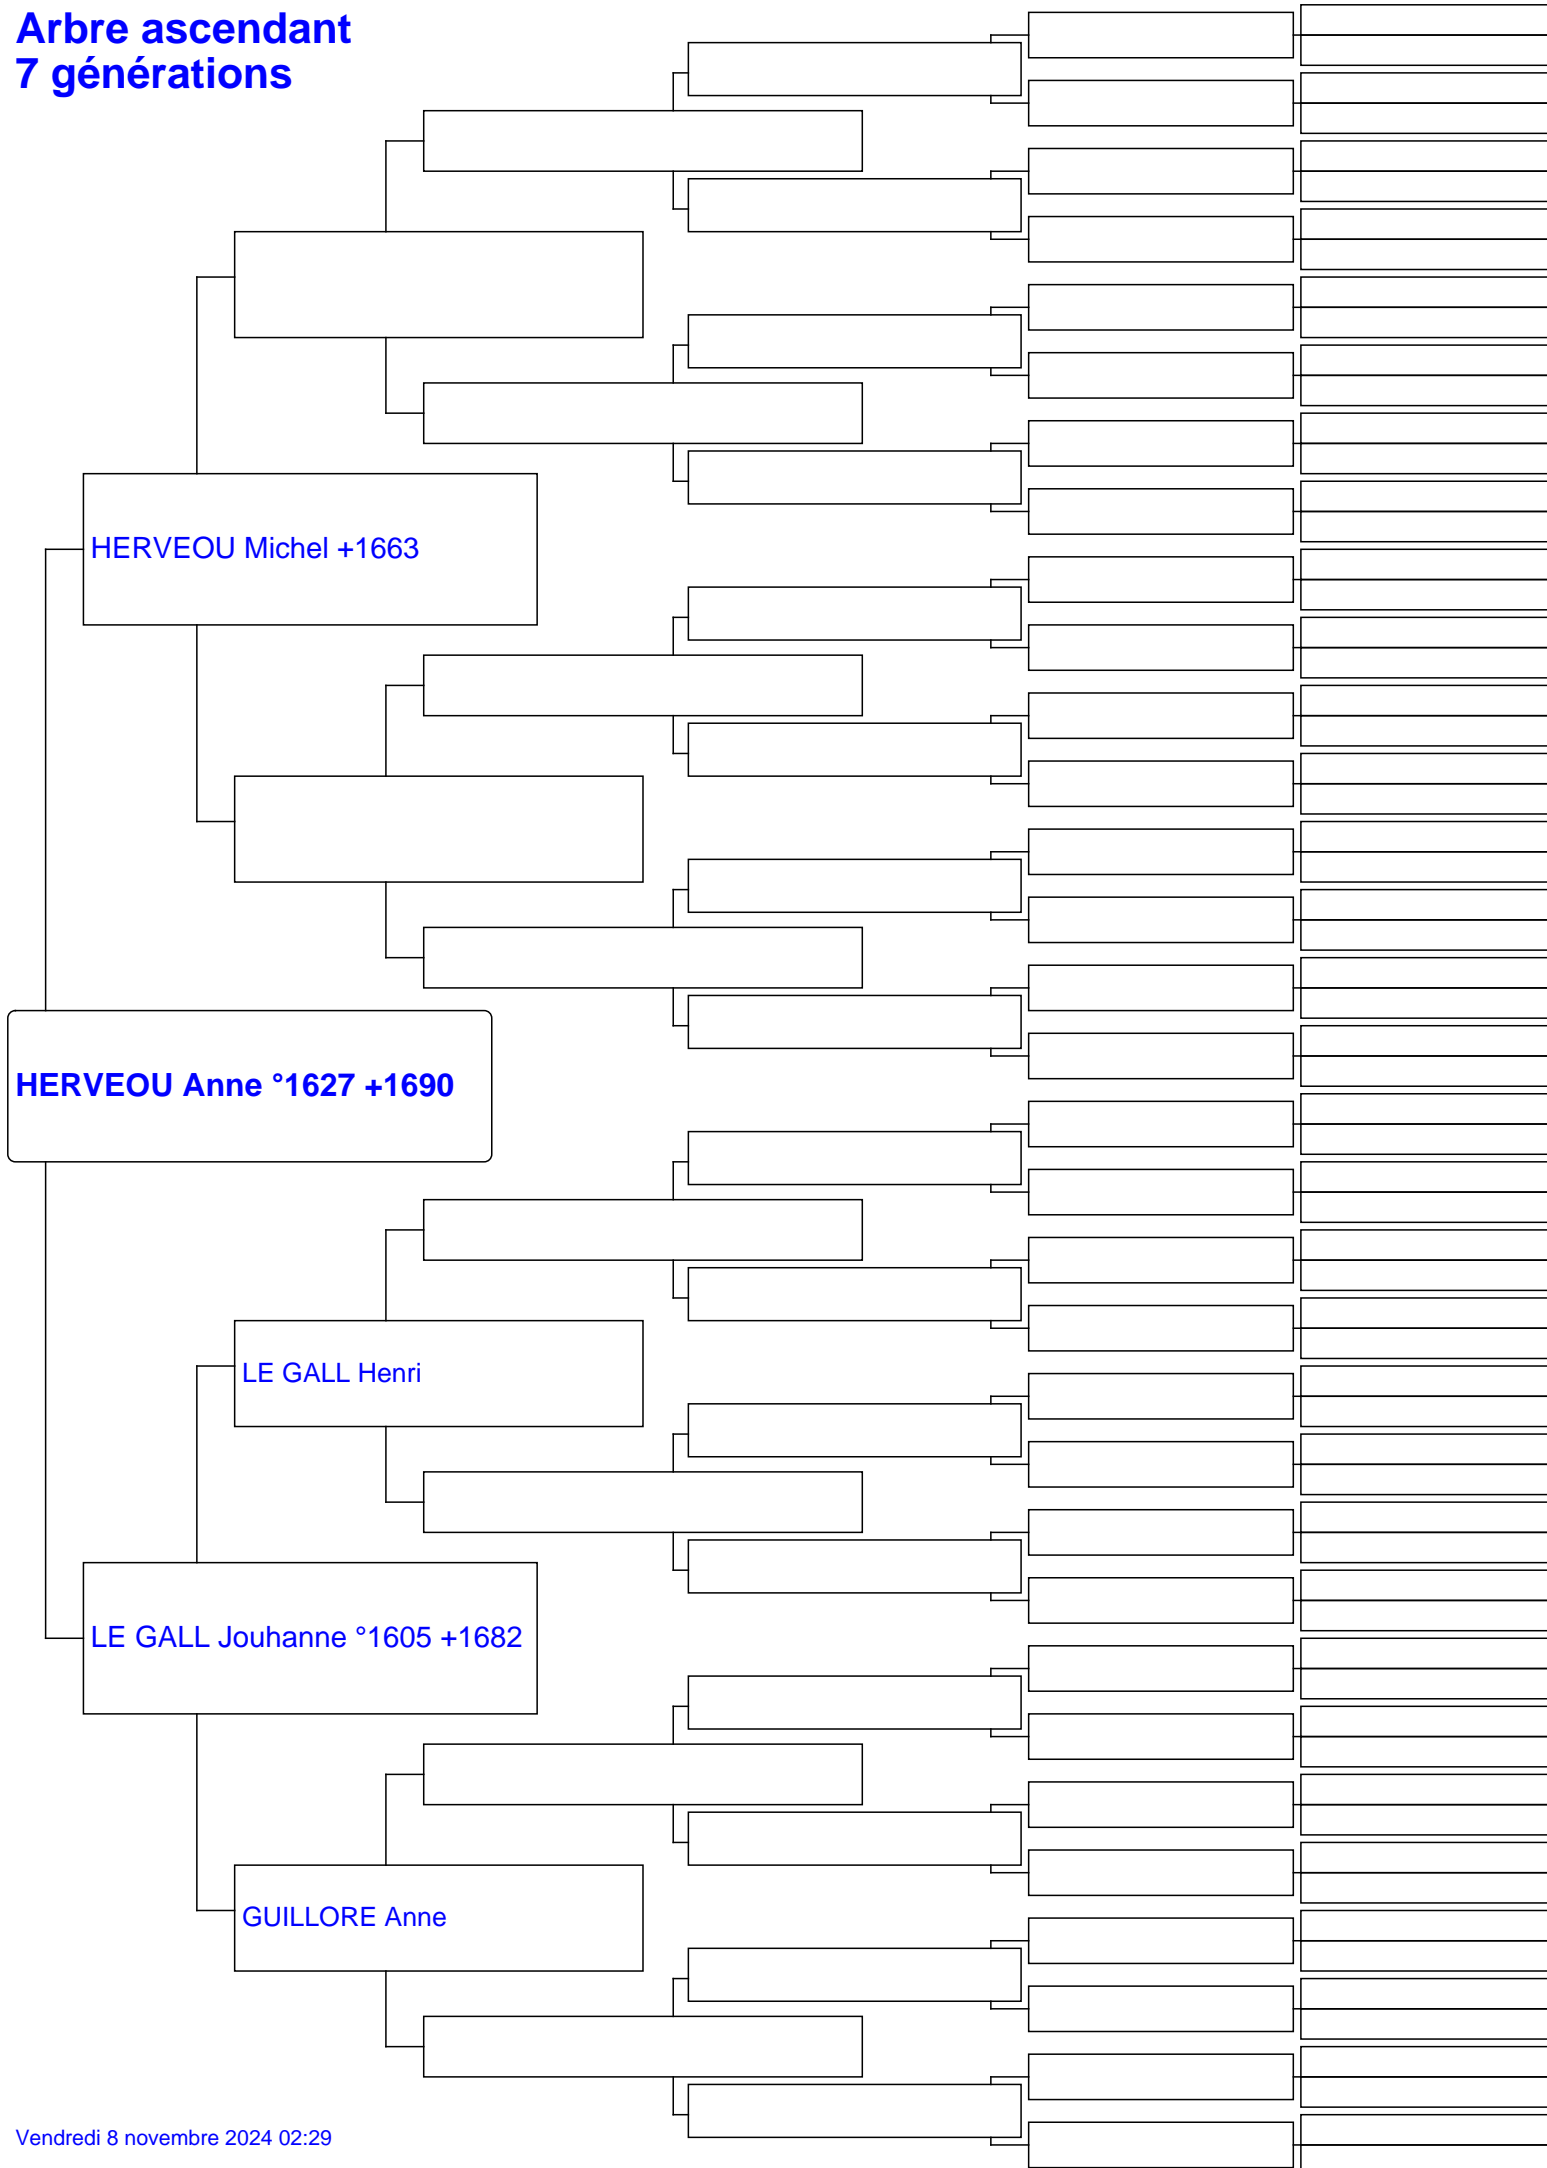 Arbre ascendant
7 générations
HERVEOU Michel +1663
HERVEOU Anne °1627 +1690
LE GALL Henri
LE GALL Jouhanne °1605 +1682
GUILLORE Anne
Vendredi 8 novembre 2024 02:29